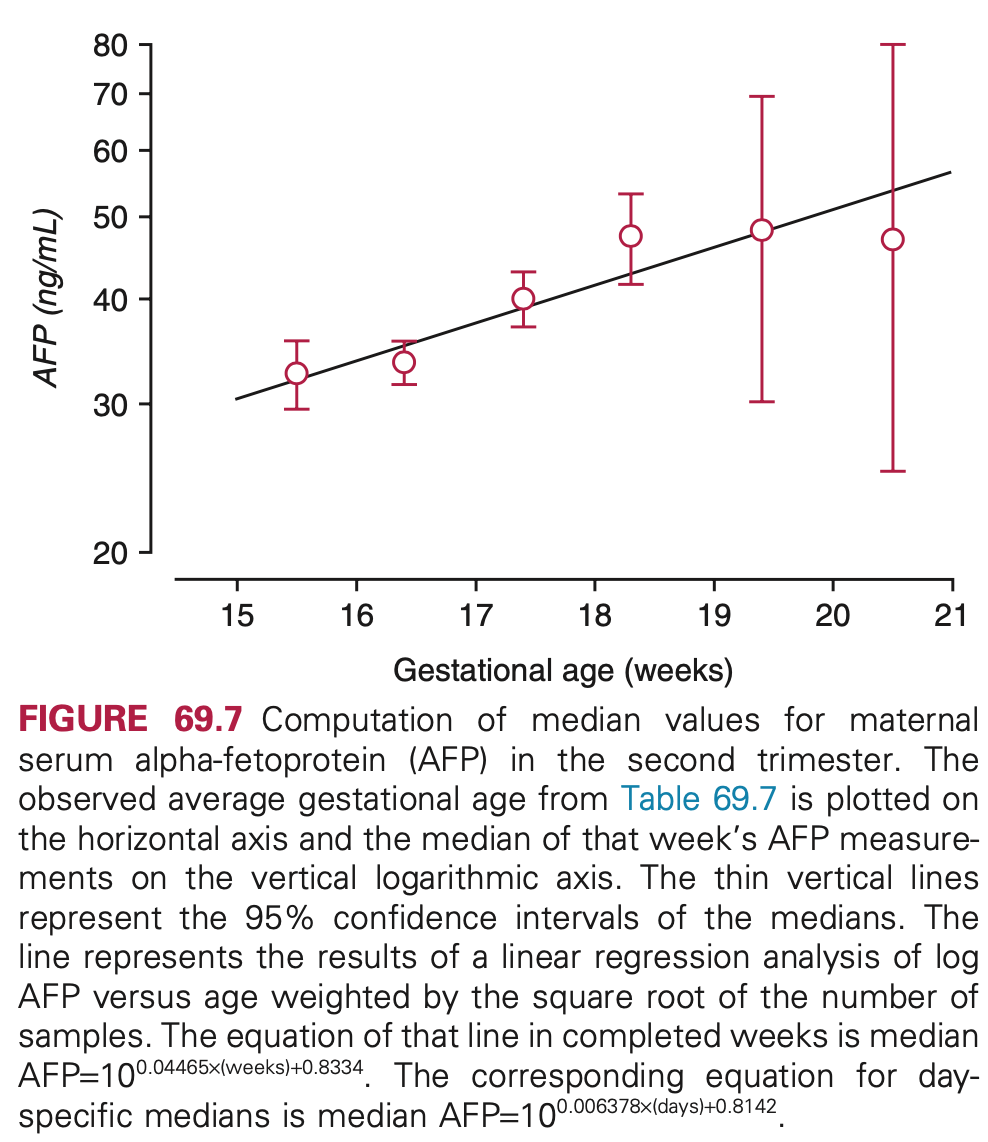 80
70
60
50
40
30
20
AFP (ng/mL)
15 16 17 18 19 20 21
Gestational age (weeks)
FIGURE 69.7 Computation of median values for maternal
serum alpha-fetoprotein (AFP) in the second trimester. The
observed average gestational age from Table 69.7 is plotted on
the horizontal axis and the median of that week's AFP measure-
ments on the vertical logarithmic axis. The thin vertical lines
represent the 95% confidence intervals of the medians. The
line represents the results of a linear regression analysis of log
AFP versus age weighted by the square root of the number of
samples. The equation of that line in completed weeks is median
AFP=10^0.04465×(weeks)+0.8334. The corresponding equation for day-
specific medians is median AFP=10^0.006378×(days)+0.8142.